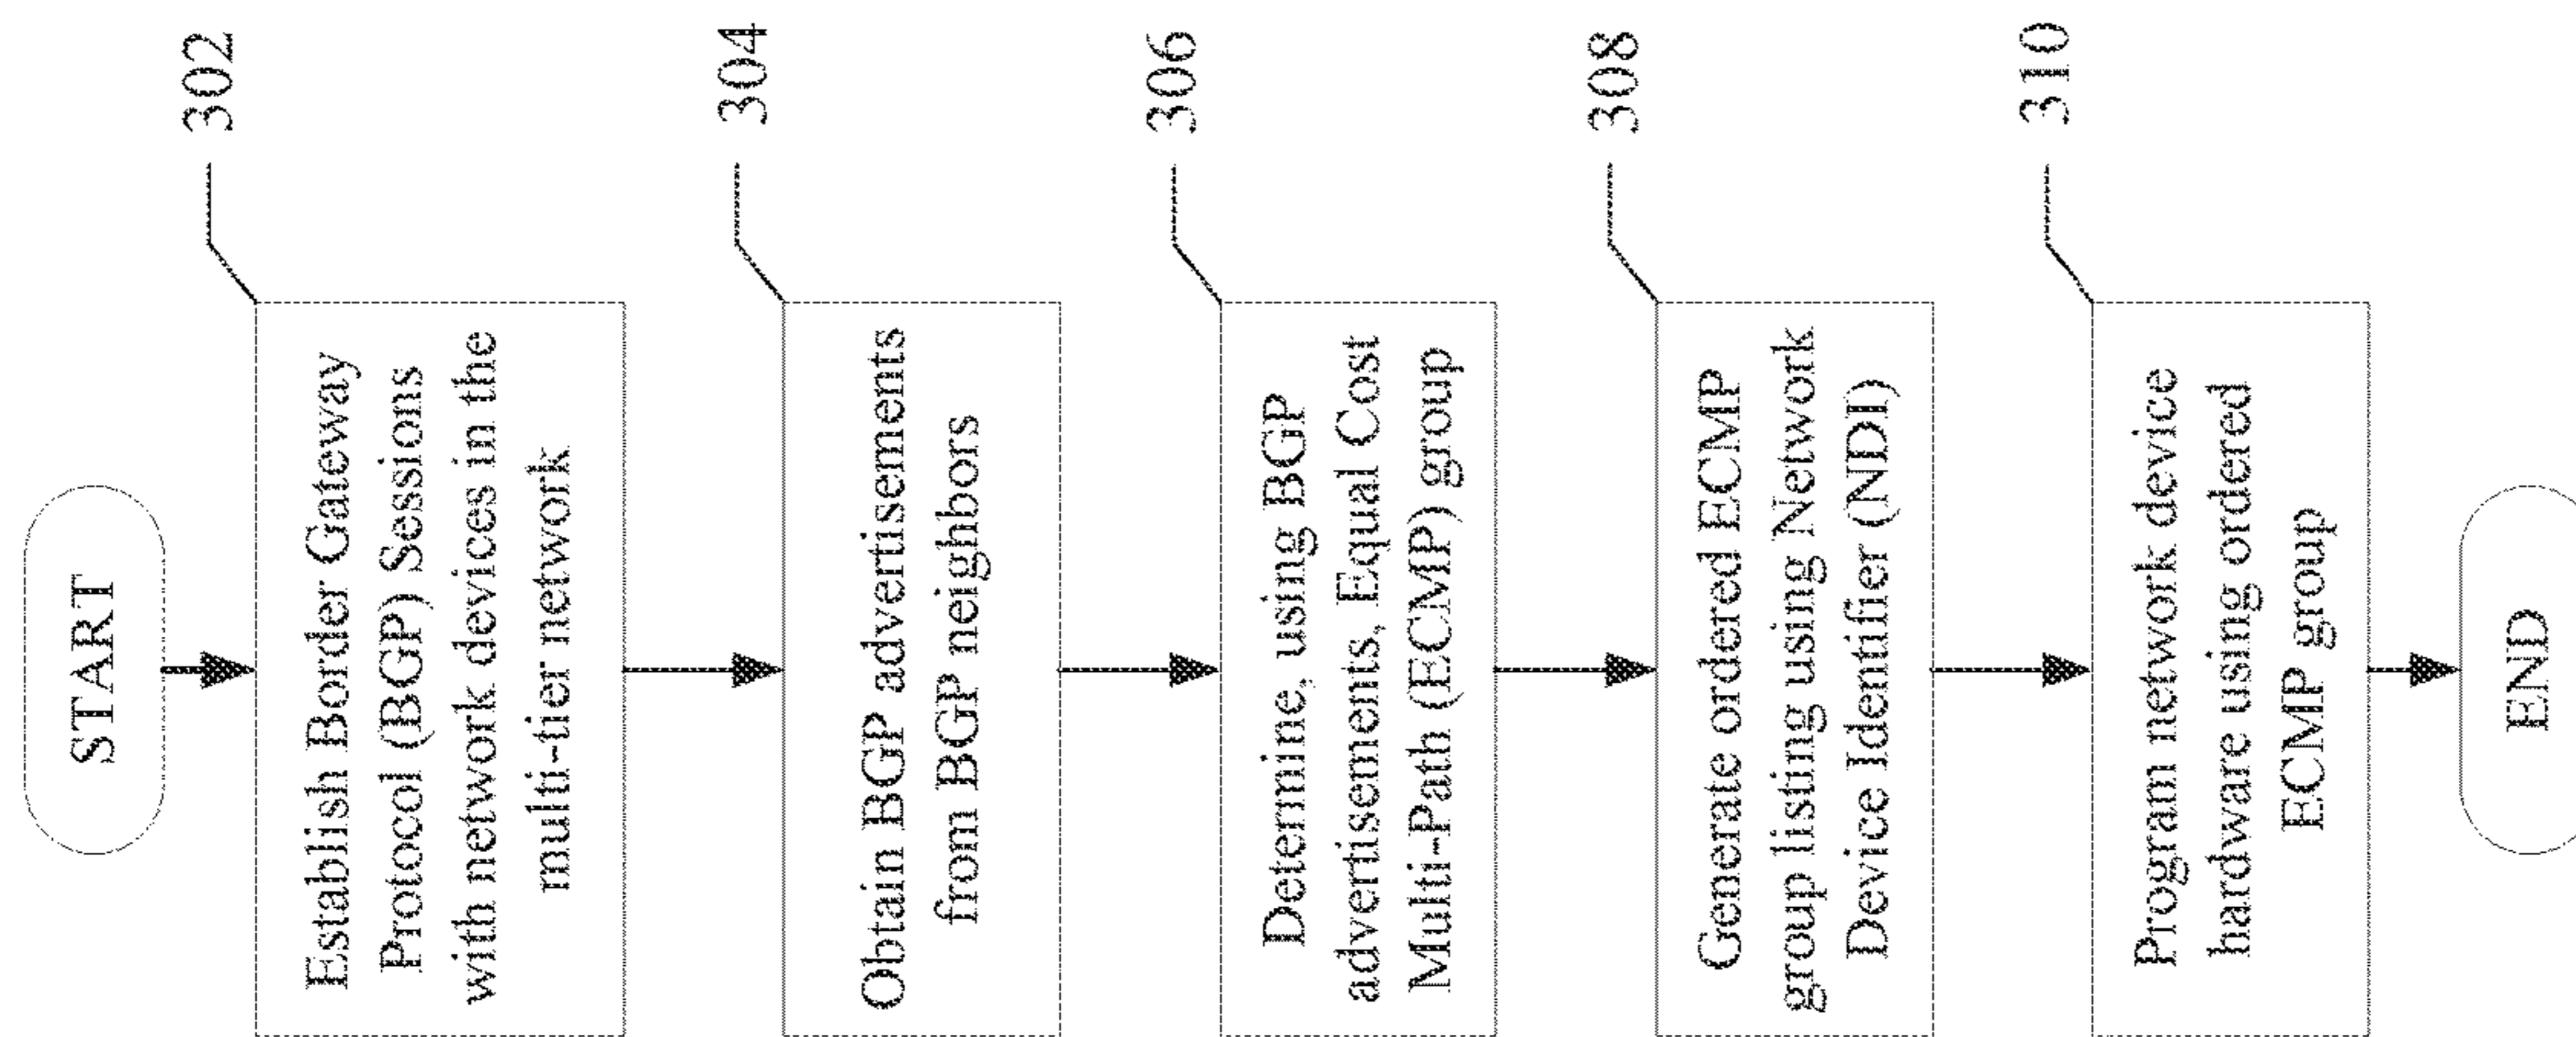 START
302
Establish Border Gateway
Protocol (BGP) Sessions
with network devices in the
multi-tier network
304
Obtain BGP advertisements
from BGP neighbors
306
Determine, using BGP
advertisements, Equal Cost
Multi-Path (ECMP) group
308
Generate ordered ECMP
group listing using Network
Device Identifier (NDI)
310
Program network device
hardware using ordered
ECMP group
END